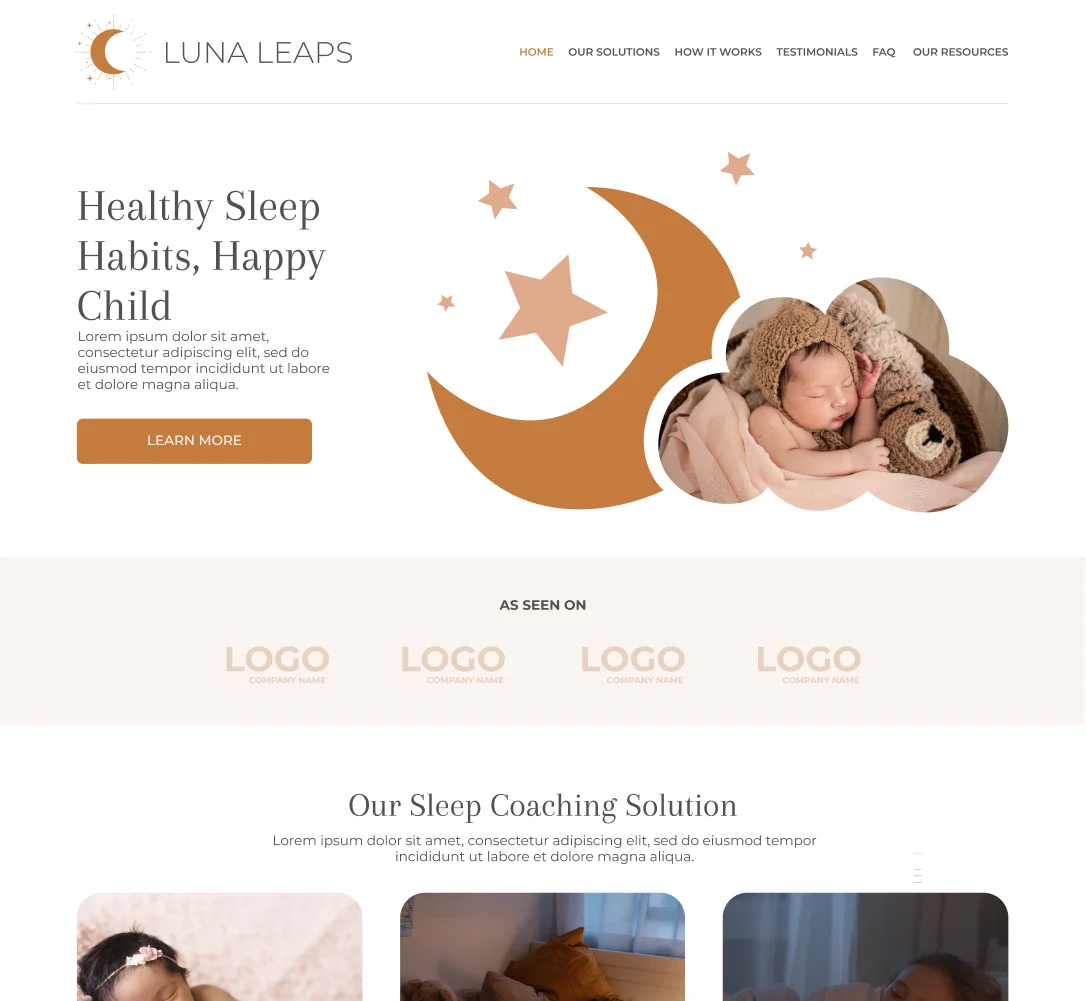 LUNA LEAPS
HOME OUR SOLUTIONS HOW IT WORKS TESTIMONIALS FAQ OUR RESOURCES
Healthy Sleep
Habits, Happy
Child
Lorem ipsum dolor sit amet,
consectetur adipiscing elit, sed do
eiusmod tempor incididunt ut labore
et dolore magna aliqua.
LEARN MORE
AS SEEN ON
LOGO LOGO LOGO LOGO
COMPANY NAME COMPANY NAME COMPANY NAME COMPANY NAME
Our Sleep Coaching Solution
Lorem ipsum dolor sit amet, consectetur adipiscing elit, sed do eiusmod tempor
incididunt ut labore et dolore magna aliqua.